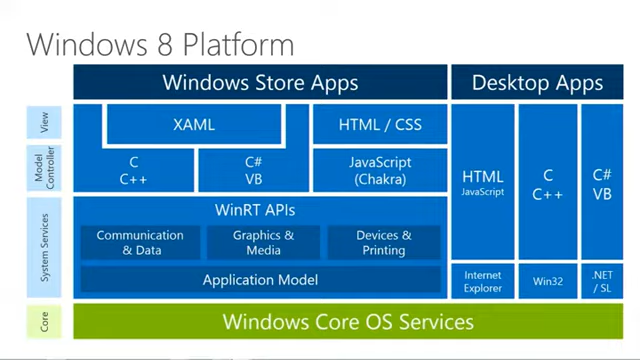 Windows 8 Platform
Windows Store Apps
Desktop Apps
View
XAML
HTML / CSS
Model
Controller
C
C++
C#
VB
JavaScript
(Chakra)
HTML
JavaScript
C
C++
C#
VB
System Services
WinRT APIs
Communication
& Data
Graphics &
Media
Devices &
Printing
Application Model
Internet
Explorer
Win32
.NET
/ SL
Core
Windows Core OS Services